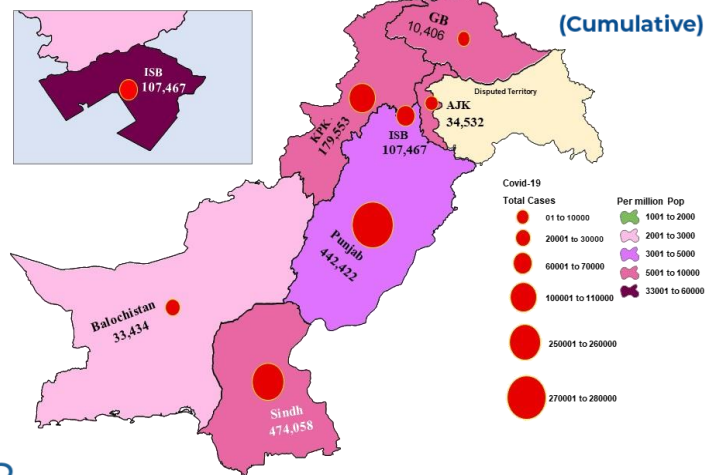 (Cumulative)
GB
10,406
ISB
107,467
Disputed Territory
AJK
34,532
KPK
179,553
ISB
107,467
Punjab
442,422
Balochistan
33,434
Sindh
474,058
Covid-19
Total Cases
01 to 10000
20001 to 30000
60001 to 70000
100001 to 110000
250001 to 260000
270001 to 280000
Per million Pop
1001 to 2000
2001 to 3000
3001 to 5000
5001 to 10000
33001 to 60000